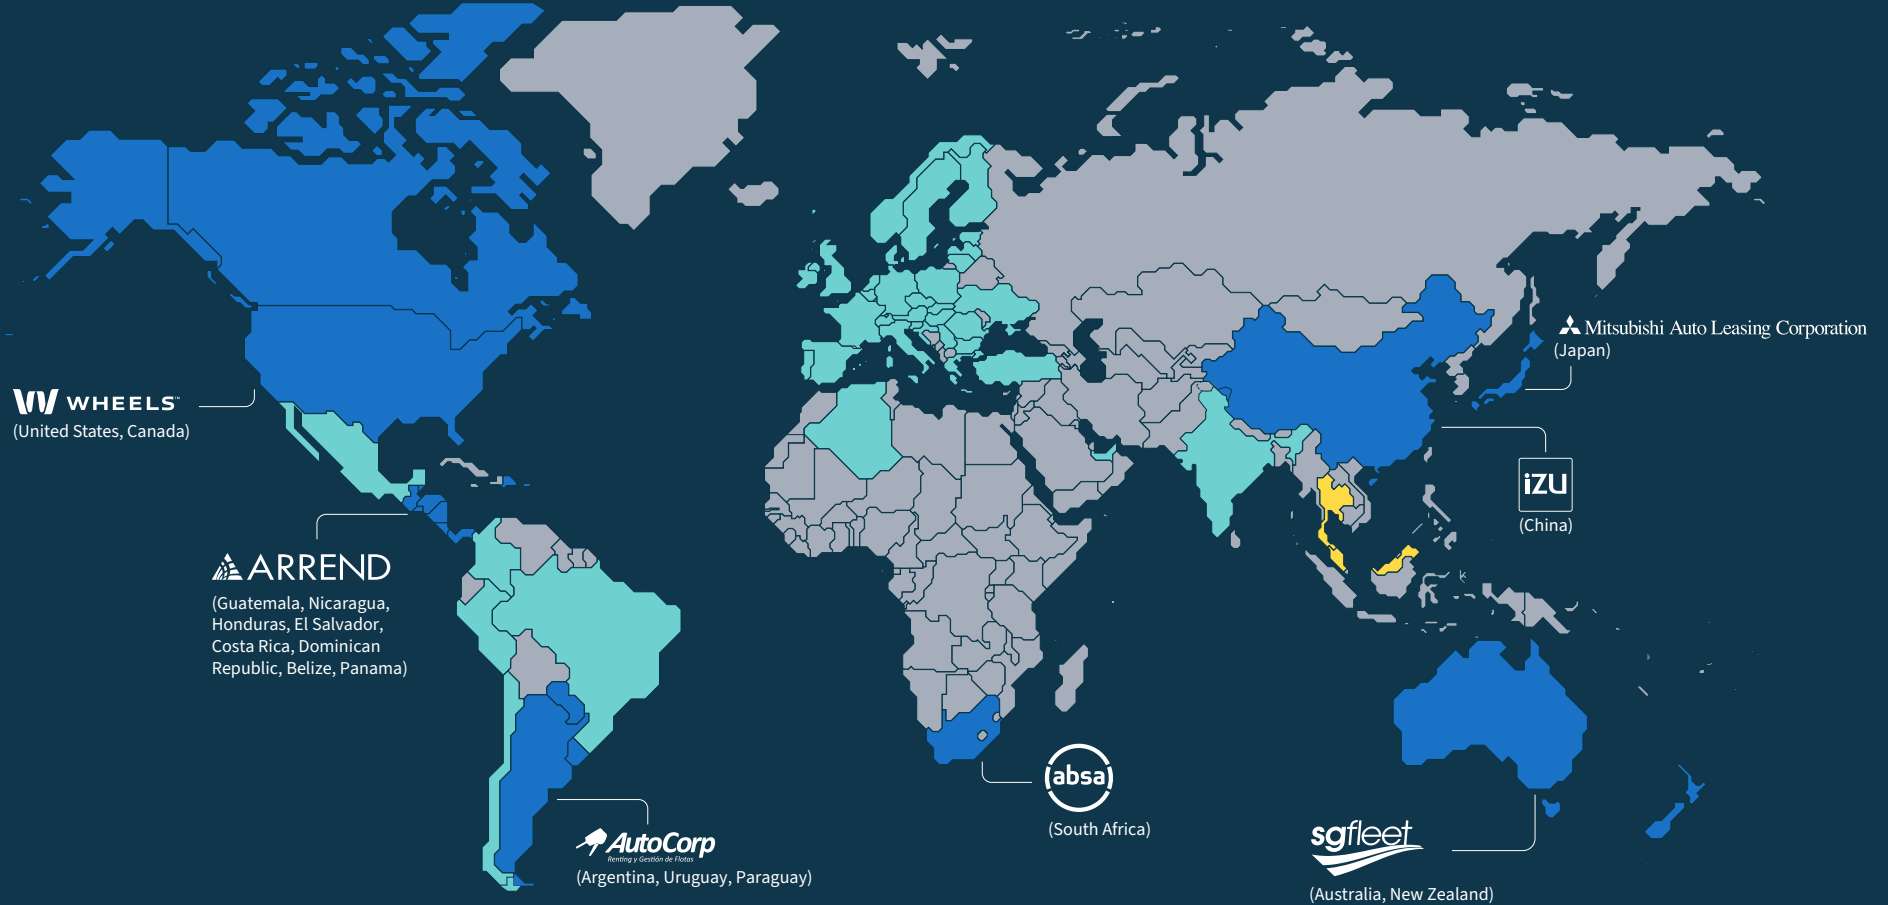 Mitsubishi Auto Leasing Corporation
(Japan)
WHEELS™
(United States, Canada)
iZU
(China)
ARREND
(Guatemala, Nicaragua,
Honduras, El Salvador,
Costa Rica, Dominican
Republic, Belize, Panama)
absa
(South Africa)
AutoCorp
Renting y Gestión de Flotas
(Argentina, Uruguay, Paraguay)
sgfleet
(Australia, New Zealand)